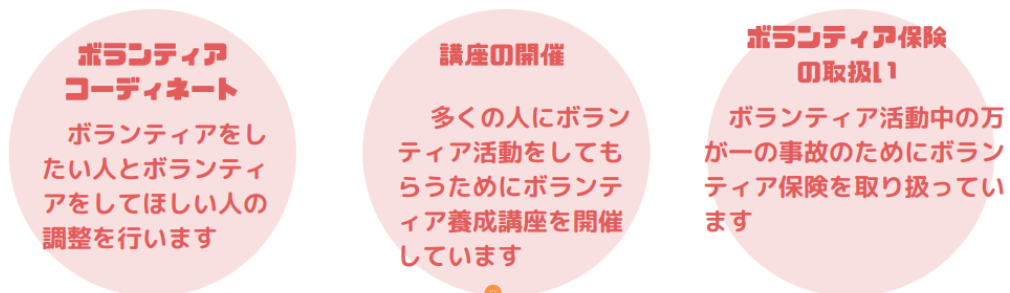 ボランティア
コーディネート
ボランティアをし
たい人とボランティ
アをしてほしい人の
調整を行います
講座の開催
多くの人にボラン
ティア活動をしても
らうためにボランテ
ィア養成講座を開催
しています
ボランティア保険
の取扱い
ボランティア活動中の万
が一の事故のためにボラン
ティア保険を取り扱ってい
ます